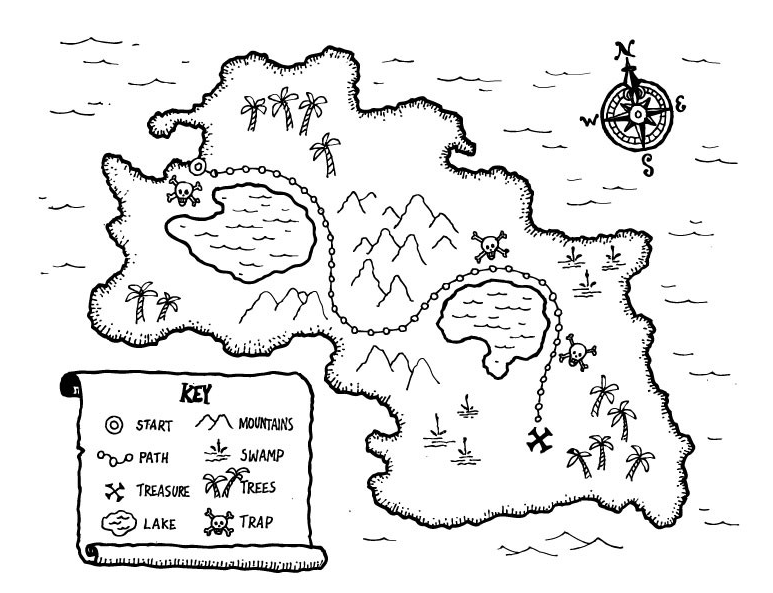 N
W
E
S
KEY
START
MOUNTAINS
PATH
SWAMP
TREASURE
TREES
LAKE
TRAP